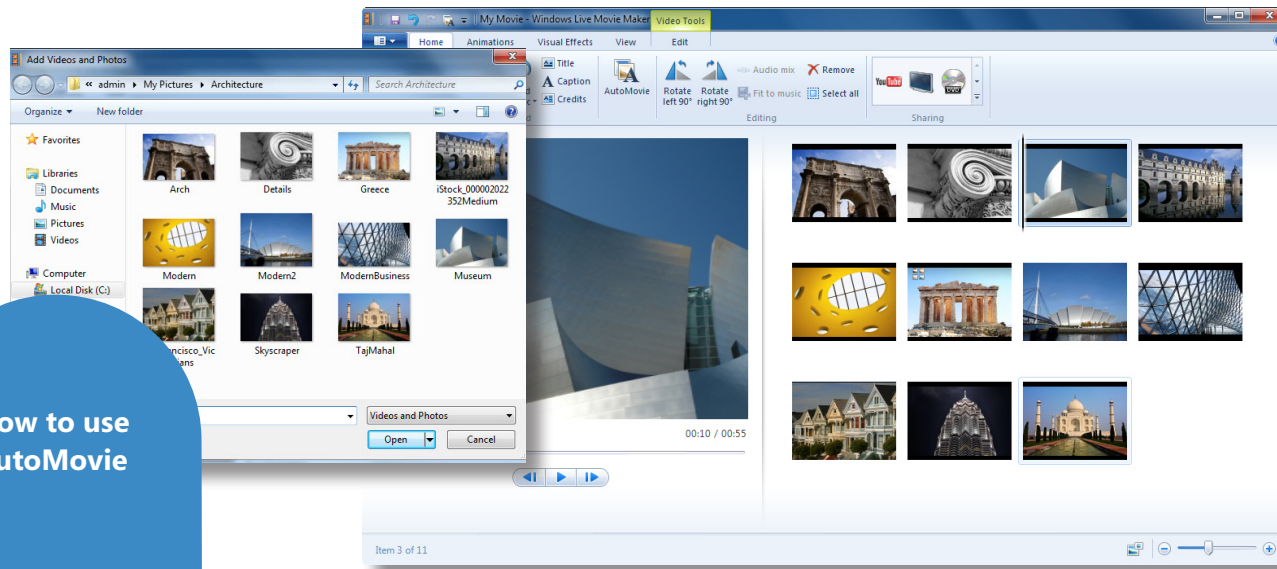 My Movie - Windows Live Movie Maker
Video Tools
Home
Animations
Visual Effects
View
Edit
Title
Caption
Credits
AutoMovie
Rotate left 90°
Rotate right 90°
Audio mix
Fit to music
Remove
Select all
Editing
You Tube
DVD
Sharing
Add Videos and Photos
« admin
My Pictures
Architecture
Search Architecture
Organize
New folder
Favorites
Libraries
Documents
Music
Pictures
Videos
Computer
Local Disk (C:)
Arch
Details
Greece
iStock_000002022
352Medium
Modern
Modern2
ModernBusiness
Museum
Skyscraper
TajMahal
Videos and Photos
Open
Cancel
to use
00:10 / 00:55
Item 3 of 11